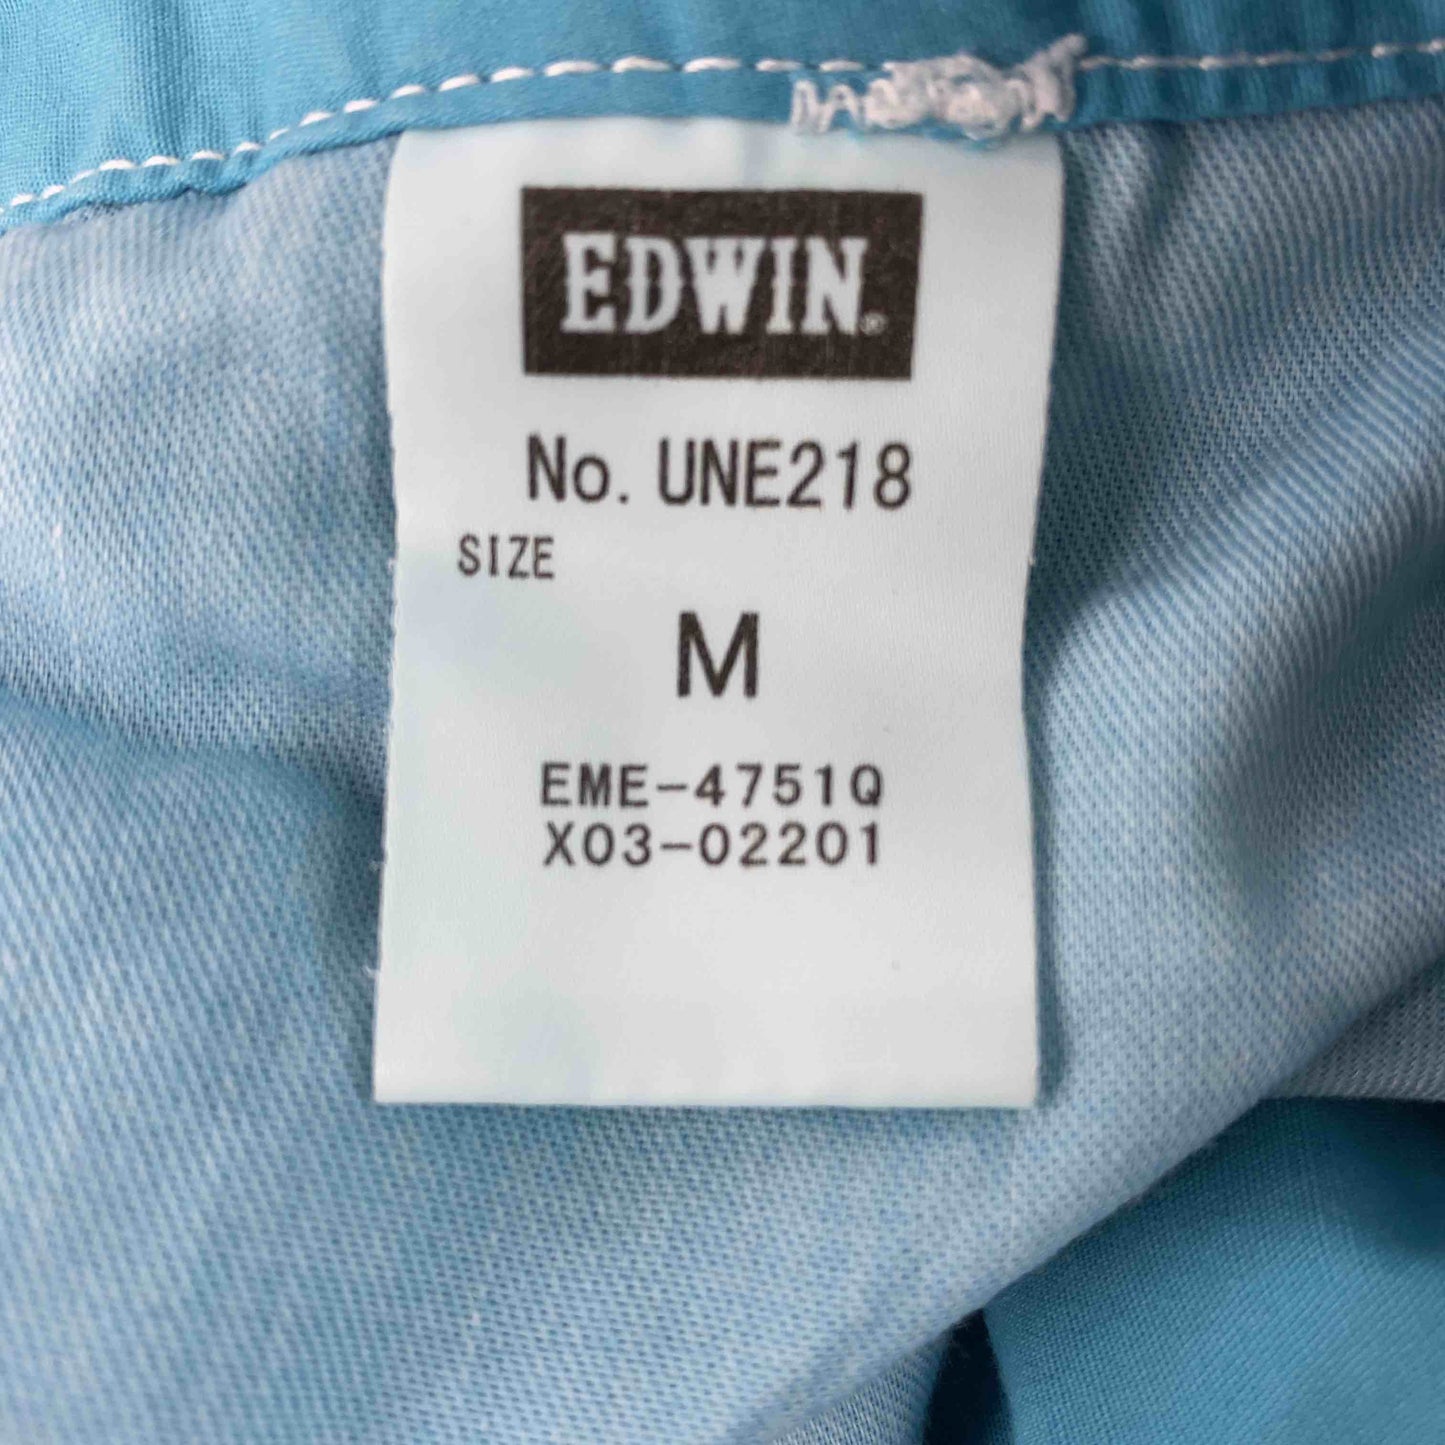 EDWIN®
No. UNE218
SIZE
M
EME-4751Q
X03-02201